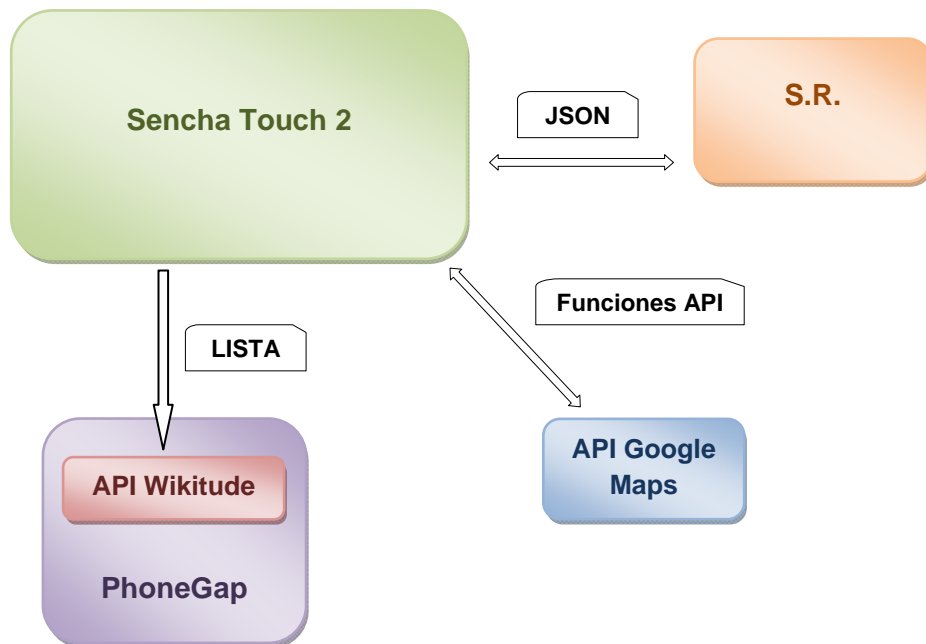 Sencha Touch 2
JSON
S.R.
Funciones API
LISTA
API Google
Maps
API Wikitude
PhoneGap